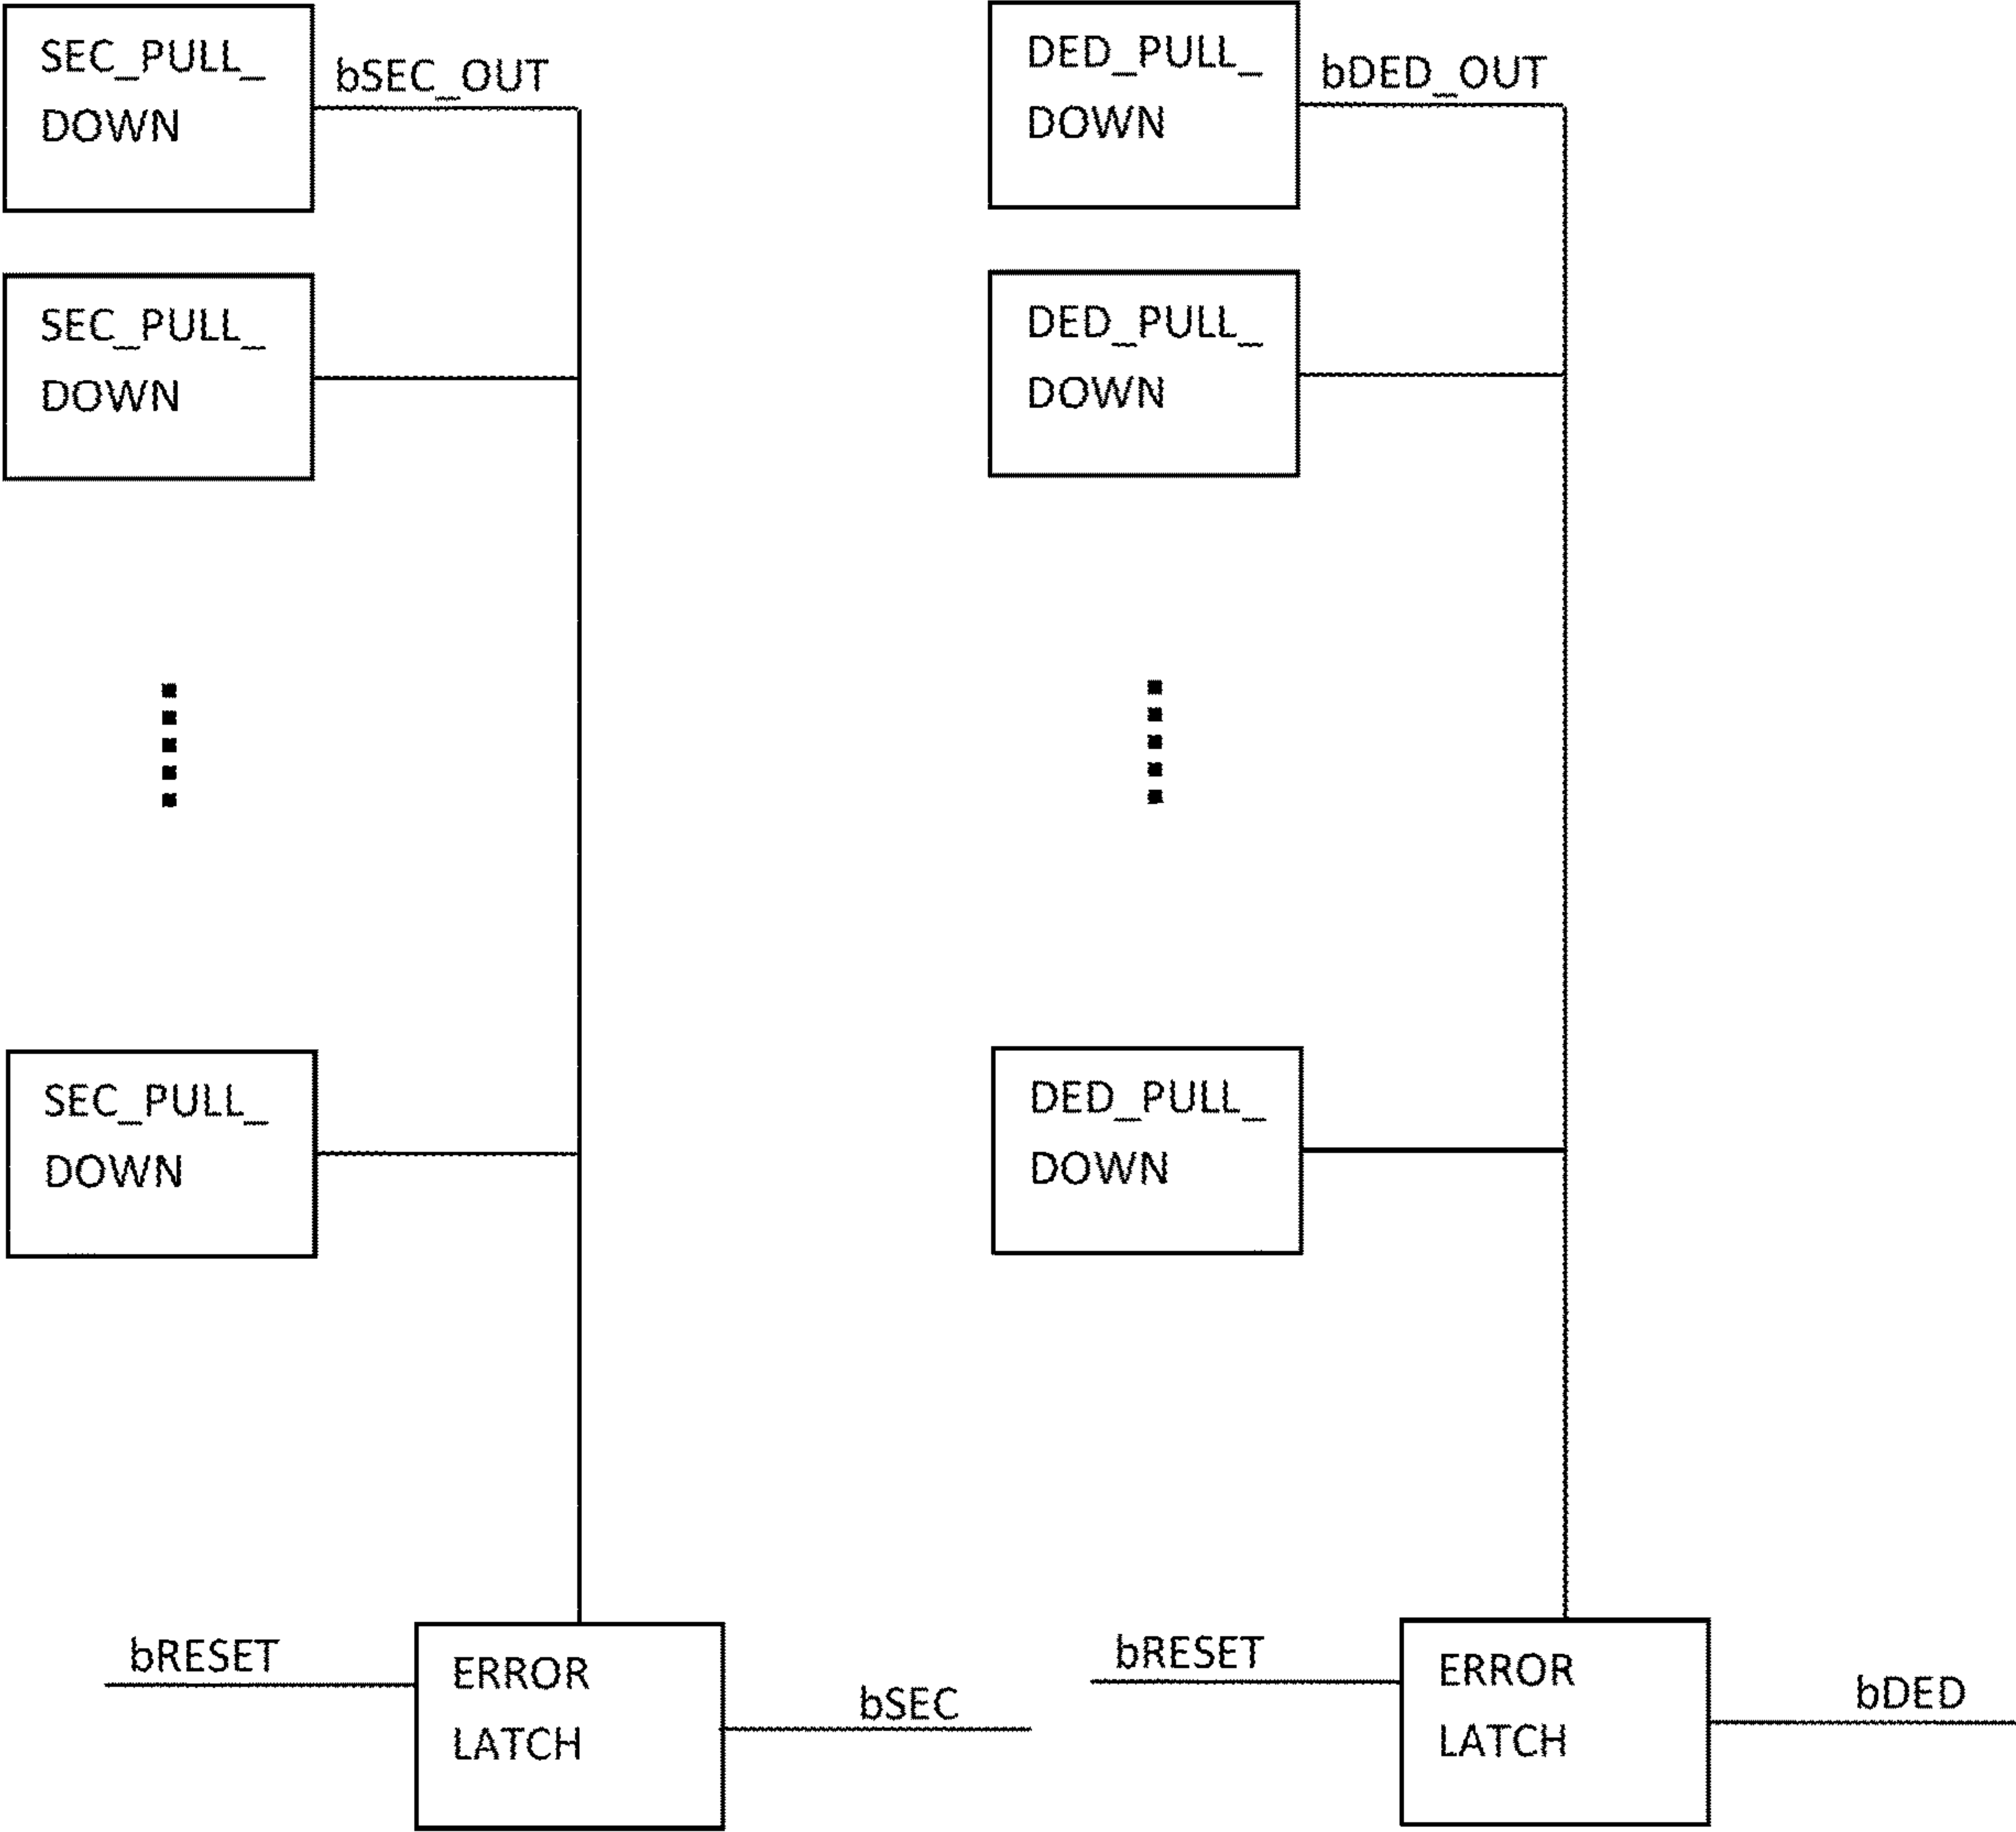 SEC_PULL_
DOWN
bSEC_OUT
SEC_PULL_
DOWN
SEC_PULL_
DOWN
bRESET
ERROR
LATCH
bSEC
DED_PULL_
DOWN
bDED_OUT
DED_PULL_
DOWN
DED_PULL_
DOWN
bRESET
ERROR
LATCH
bDED